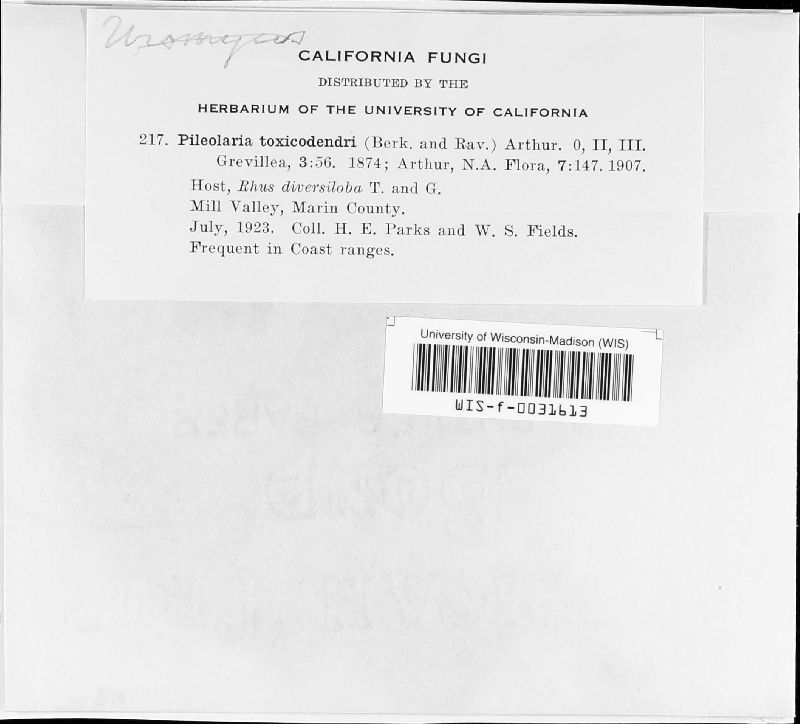 Uromyces
CALIFORNIA FUNGI
DISTRIBUTED BY THE
HERBARIUM OF THE UNIVERSITY OF CALIFORNIA
217. Pileolaria toxicodendri (Berk. and Rav.) Arthur. 0, II, III.
Grevillea, 3:56. 1874; Arthur, N.A. Flora, 7:147. 1907.
Host, Rhus diversiloba T. and G.
Mill Valley, Marin County.
July, 1923. Coll. H. E. Parks and W. S. Fields.
Frequent in Coast ranges.
University of Wisconsin-Madison (WIS)
WIS-f-0031613